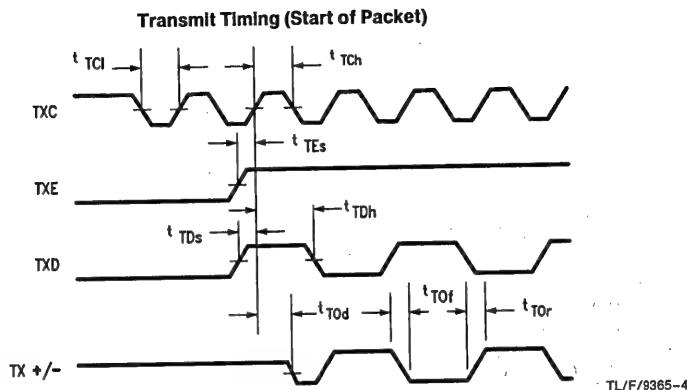 Transmit Timing (Start of Packet)
t TCl
t TCh
TXC
t TEs
TXE
t TDh
t TDs
TXD
t TOd
t TOf
t TOr
TX +/-
TL/F/9365-4